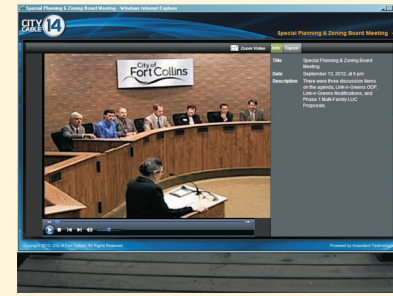 Special Planning & Zoning Board Meeting - Windows Internet Explorer
CITY
CABLE 14
Special Planning & Zoning Board Meeting
Zoom Video
Info
Topics
City of
Fort Collins
Title Special Planning & Zoning Board
Meeting
Date September 13, 2012, at 6 pm
Description There were three discussion items
on the agenda, Link-n-Greens ODP,
Link-n-Greens Modifications, and
Phase 1 Multi-Family LUC
Proposals.
Copyright 2012, City of Fort Collins. All Rights Reserved.
Powered by